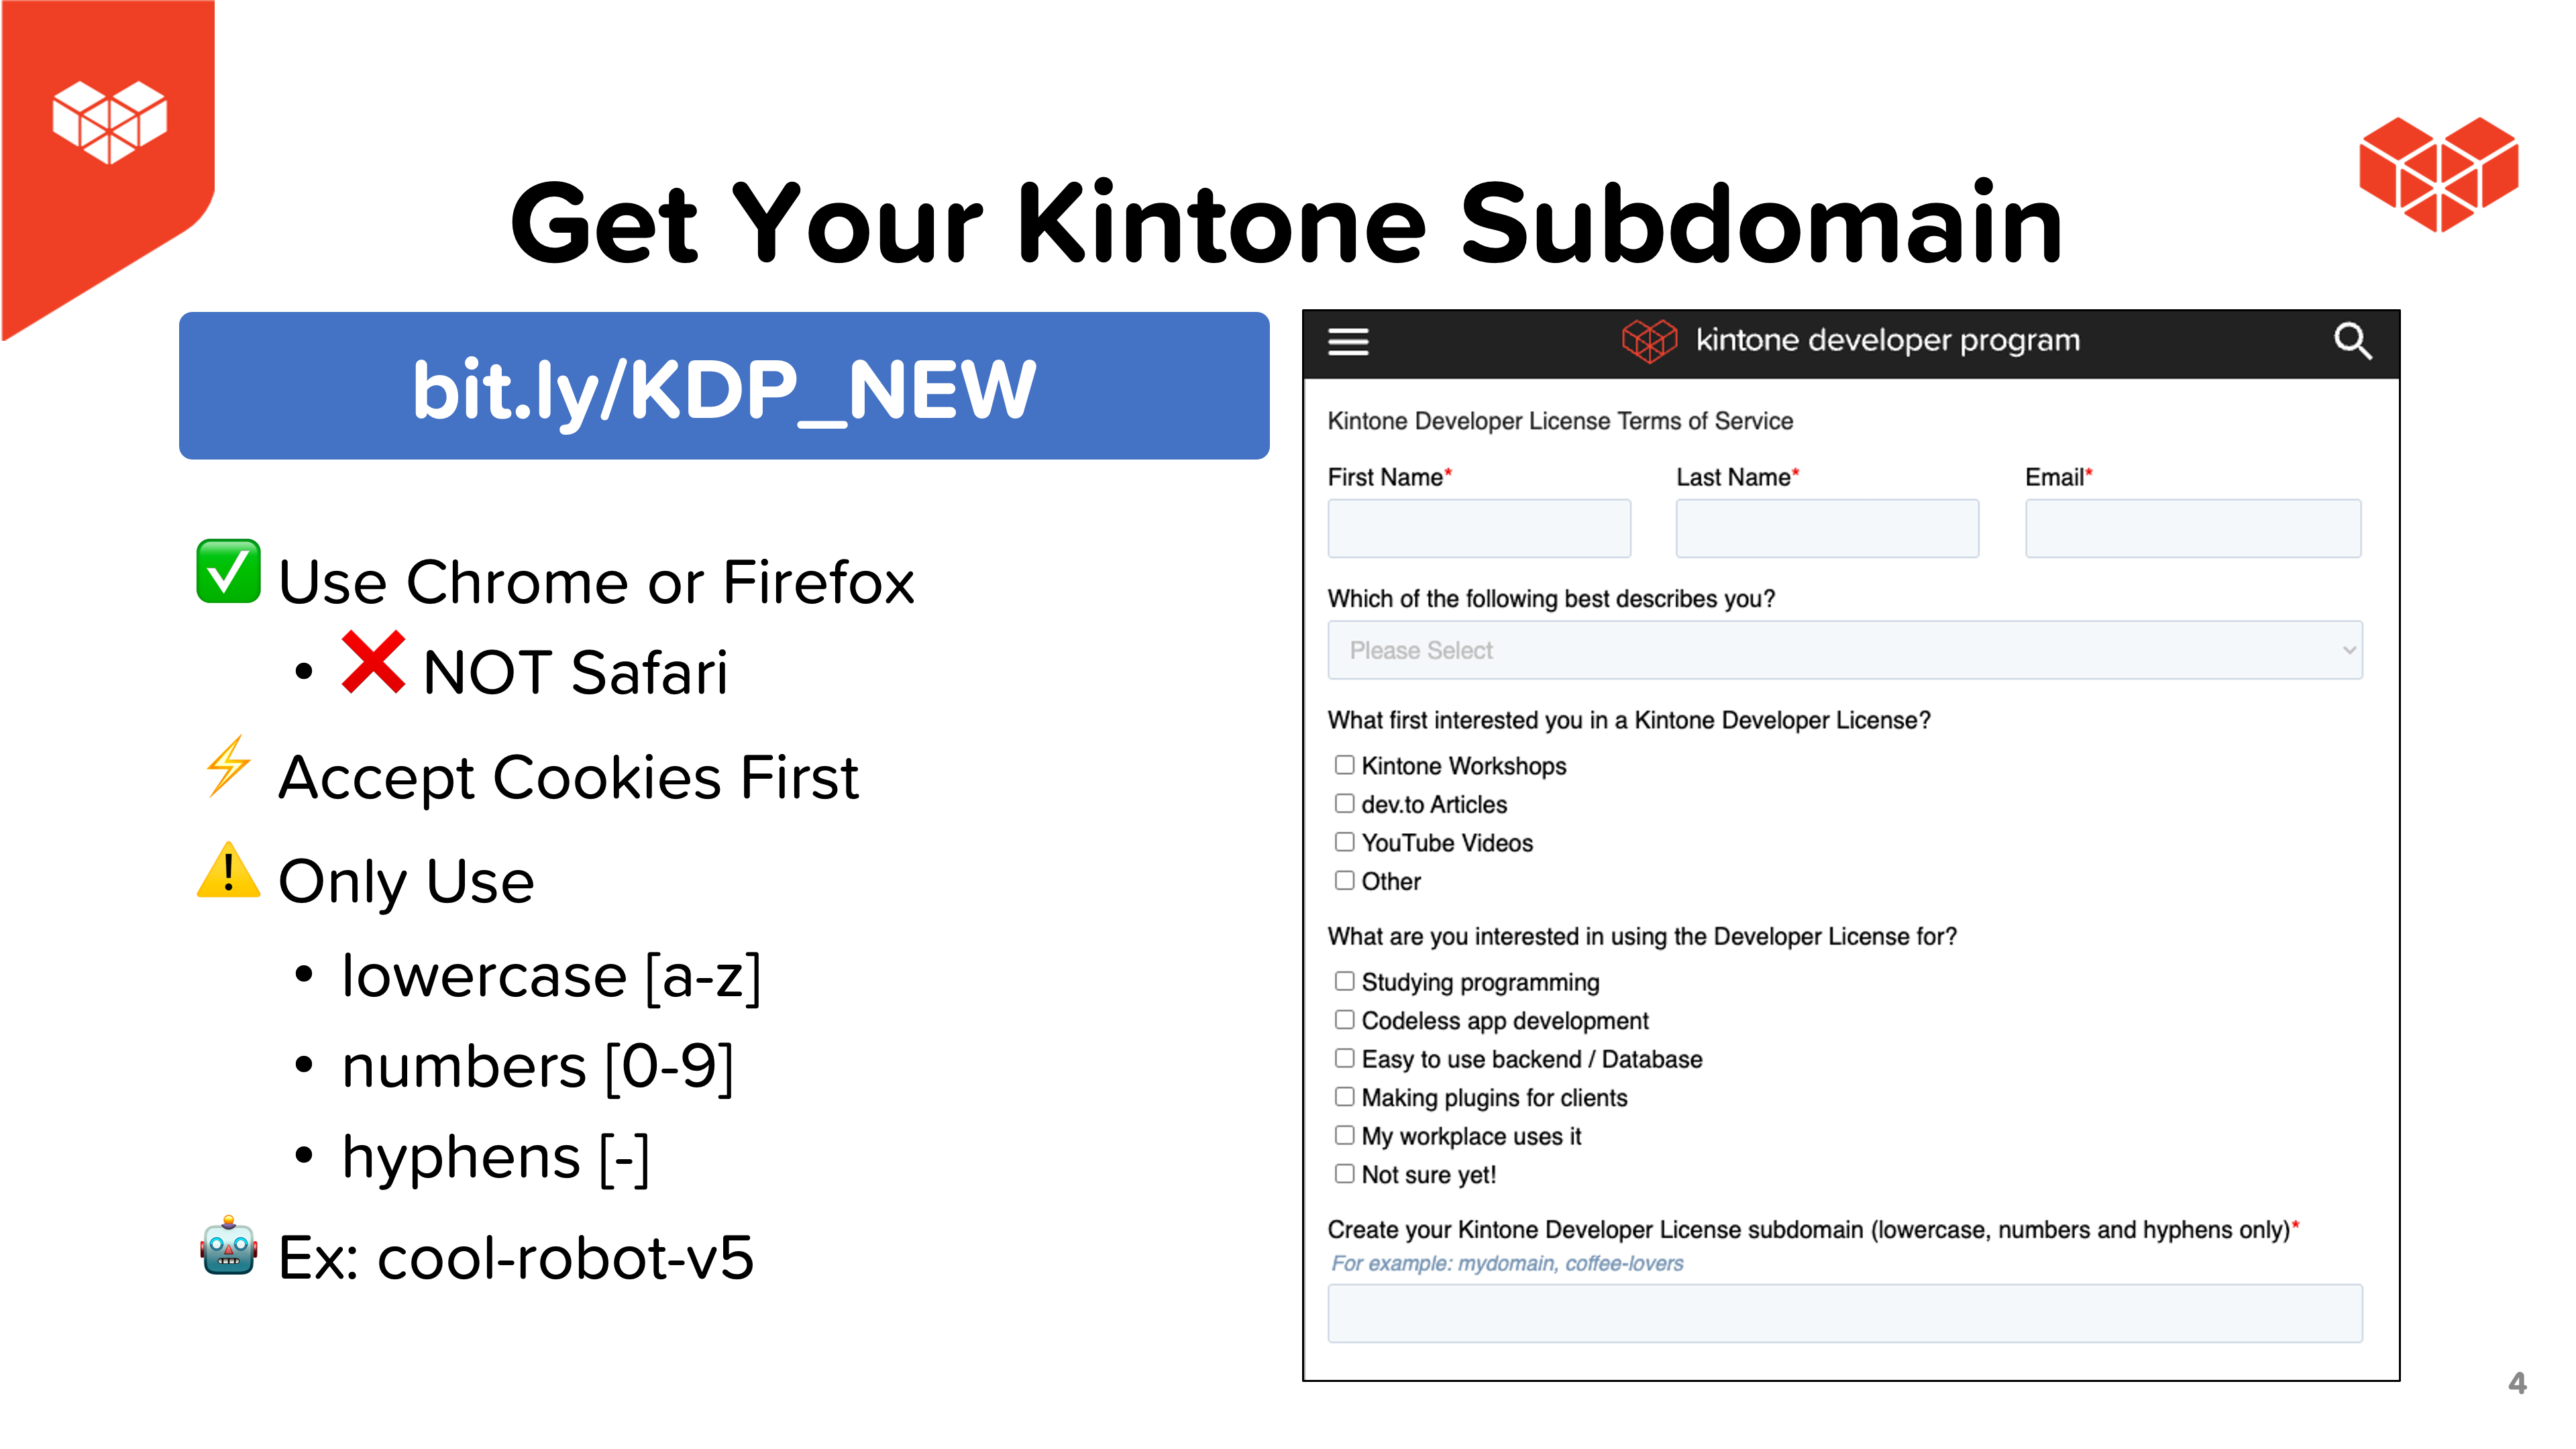 Get Your Kintone Subdomain
bit.ly/KDP_NEW
✅ Use Chrome or Firefox
• ❌ NOT Safari
⚡ Accept Cookies First
⚠️ Only Use
• lowercase [a-z]
• numbers [0-9]
• hyphens [-]
🤖 Ex: cool-robot-v5
kintone developer program
Kintone Developer License Terms of Service
First Name* Last Name* Email*
Which of the following best describes you?
Please Select
What first interested you in a Kintone Developer License?
Kintone Workshops
dev.to Articles
YouTube Videos
Other
What are you interested in using the Developer License for?
Studying programming
Codeless app development
Easy to use backend / Database
Making plugins for clients
My workplace uses it
Not sure yet!
Create your Kintone Developer License subdomain (lowercase, numbers and hyphens only)*
For example: mydomain, coffee-lovers
4